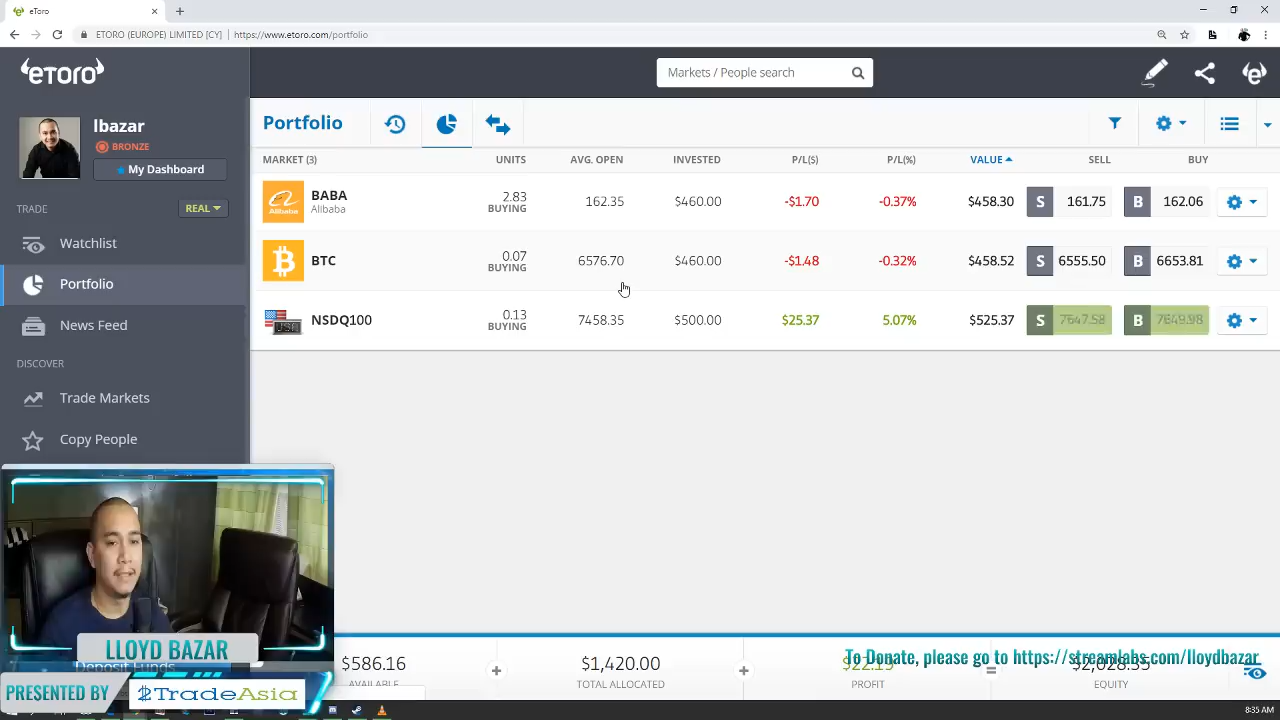 eToro
ETORO (EUROPE) LIMITED [CY] | https://www.etoro.com/portfolio
eTORO
Markets / People search
lbazar
BRONZE
My Dashboard
Portfolio
TRADE
REAL
Watchlist
Portfolio
News Feed
DISCOVER
Trade Markets
Copy People
MARKET (3) UNITS AVG. OPEN INVESTED P/L($) P/L(%) VALUE SELL BUY
BABA 2.83 162.35 $460.00 -$1.70 -0.37% $458.30 S 161.75 B 162.06
Alibaba BUYING
BTC 0.07 6576.70 $460.00 -$1.48 -0.32% $458.52 S 6555.50 B 6653.81
BUYING
NSDQ100 0.13 7458.35 $500.00 $25.37 5.07% $525.37 S 7647.58 B
BUYING
LLOYD BAZAR
Deposit Funds
PRESENTED BY
$TradeAsia
$586.16 $1,420.00
AVAILABLE TOTAL ALLOCATED PROFIT EQUITY
To Donate, please go to https://streamlabs.com/lloydbazar
8:35 AM